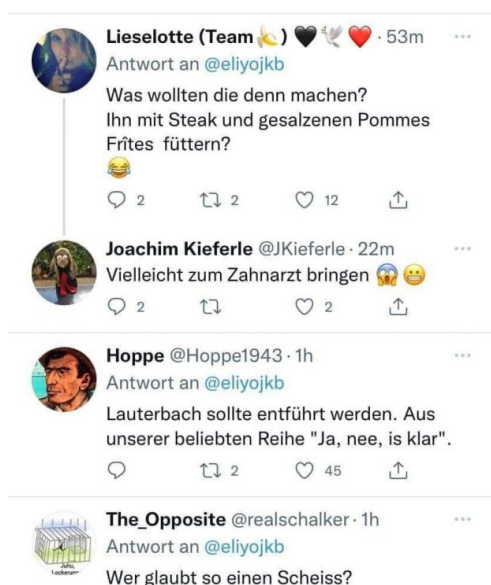 Lieselotte (Team 🍌) 🖤 🕊 ❤️ · 53m
Antwort an @eliyojkb
Was wollten die denn machen?
Ihn mit Steak und gesalzenen Pommes
Frîtes füttern?
😂
2 2 12
Joachim Kieferle @JKieferle · 22m
Vielleicht zum Zahnarzt bringen 😱😬
2 2
Hoppe @Hoppe1943 · 1h
Antwort an @eliyojkb
Lauterbach sollte entführt werden. Aus
unserer beliebten Reihe "Ja, nee, is klar".
2 45
The_Opposite @realschalker · 1h
Juhu,
Lockerung
Antwort an @eliyojkb
Wer glaubt so einen Scheiss?